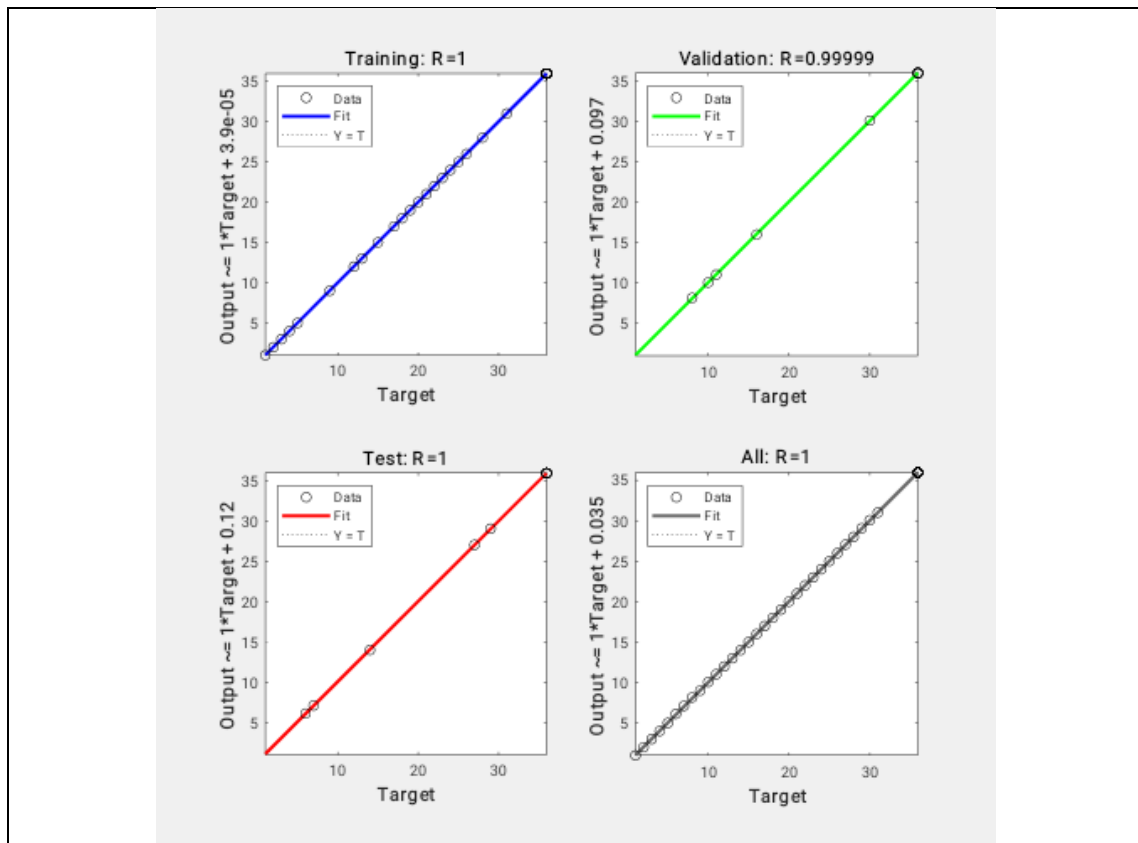 Training: R=1
Output ~= 1*Target + 3.9e-05
35
30
25
20
15
10
5
Data
Fit
Y = T
10
20
30
Target
Validation: R=0.99999
Output ~= 1*Target + 0.097
35
30
25
20
15
10
5
Data
Fit
Y = T
10
20
30
Target
Test: R=1
Output ~= 1*Target + 0.12
35
30
25
20
15
10
5
Data
Fit
Y = T
10
20
30
Target
All: R=1
Output ~= 1*Target + 0.035
35
30
25
20
15
10
5
Data
Fit
Y = T
10
20
30
Target